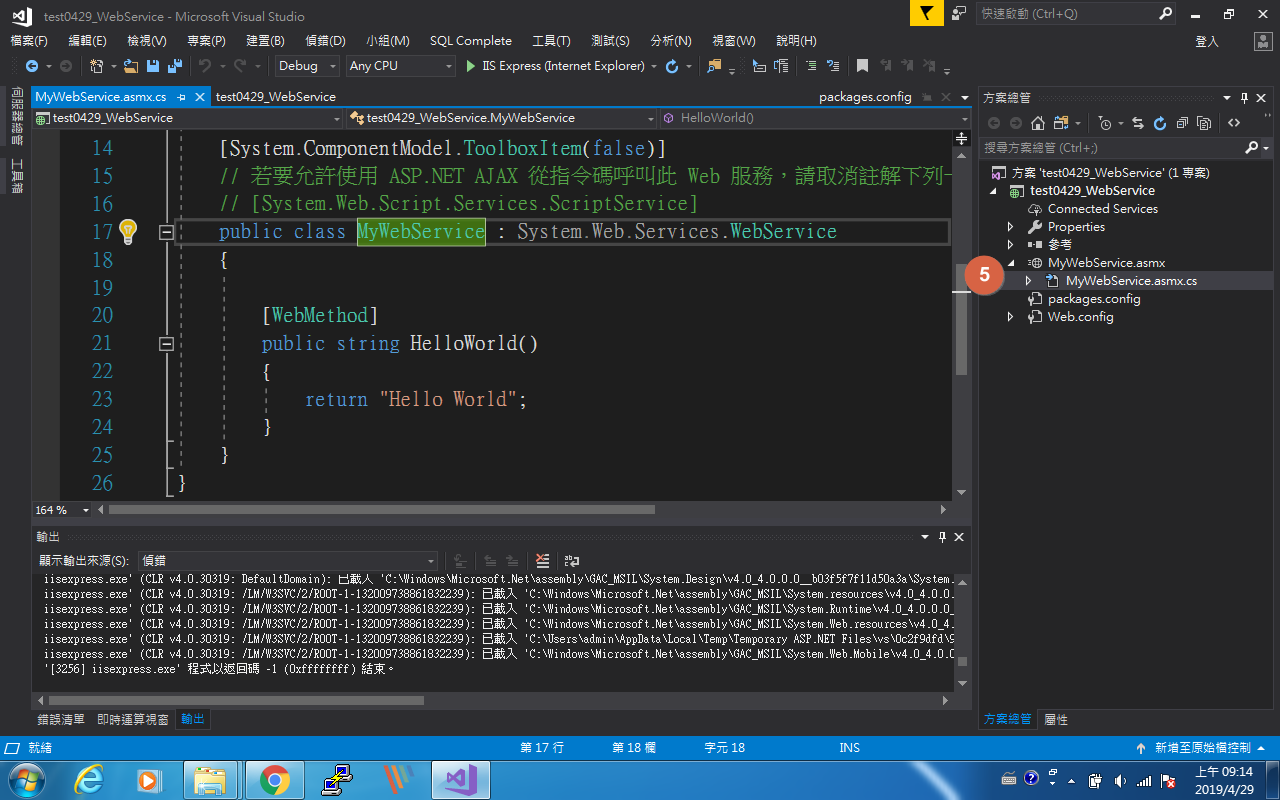 test0429_WebService - Microsoft Visual Studio
快速啟動 (Ctrl+Q)
檔案(F) 編輯(E) 檢視(V) 專案(P) 建置(B) 偵錯(D) 小組(M) SQL Complete 工具(T) 測試(S) 分析(N) 視窗(W) 說明(H) 登入
Debug Any CPU IIS Express (Internet Explorer)
伺服器總管
工具箱
MyWebService.asmx.cs test0429_WebService packages.config
test0429_WebService test0429_WebService.MyWebService HelloWorld()
14 [System.ComponentModel.ToolboxItem(false)]
15 // 若要允許使用 ASP.NET AJAX 從指令碼呼叫此 Web 服務，請取消註解下列一
16 // [System.Web.Script.Services.ScriptService]
17 public class MyWebService : System.Web.Services.WebService
18 {
19
20 [WebMethod]
21 public string HelloWorld()
22 {
23 return "Hello World";
24 }
25 }
26 }
164 %
輸出
顯示輸出來源(S): 偵錯
iisexpress.exe' (CLR v4.0.30319: DefaultDomain): 已載入 'C:\Windows\Microsoft.Net\assembly\GAC_MSIL\System.Design\v4.0_4.0.0.0__b03f5f7f11d50a3a\System.
iisexpress.exe' (CLR v4.0.30319: /LM/W3SVC/2/ROOT-1-132009738861832239): 已載入 'C:\Windows\Microsoft.Net\assembly\GAC_MSIL\System.resources\v4.0_4.0.0.
iisexpress.exe' (CLR v4.0.30319: /LM/W3SVC/2/ROOT-1-132009738861832239): 已載入 'C:\Windows\Microsoft.Net\assembly\GAC_MSIL\System.Runtime\v4.0_4.0.0.0_
iisexpress.exe' (CLR v4.0.30319: /LM/W3SVC/2/ROOT-1-132009738861832239): 已載入 'C:\Windows\Microsoft.Net\assembly\GAC_MSIL\System.Web.resources\v4.0_4.
iisexpress.exe' (CLR v4.0.30319: /LM/W3SVC/2/ROOT-1-132009738861832239): 已載入 'C:\Users\admin\AppData\Local\Temp\Temporary ASP.NET Files\vs\0c2f9dfd\9
iisexpress.exe' (CLR v4.0.30319: /LM/W3SVC/2/ROOT-1-132009738861832239): 已載入 'C:\Windows\Microsoft.Net\assembly\GAC_MSIL\System.Web.Mobile\v4.0_4.0.0
'[3256] iisexpress.exe' 程式以返回碼 -1 (0xffffffff) 結束。
錯誤清單 即時運算視窗 輸出
方案總管
搜尋方案總管 (Ctrl+;)
方案 'test0429_WebService' (1 專案)
test0429_WebService
Connected Services
Properties
參考
MyWebService.asmx
5
MyWebService.asmx.cs
packages.config
Web.config
方案總管 屬性
就緒 第 17 行 第 18 欄 字元 18 INS 新增至原始檔控制
上午 09:14
2019/4/29